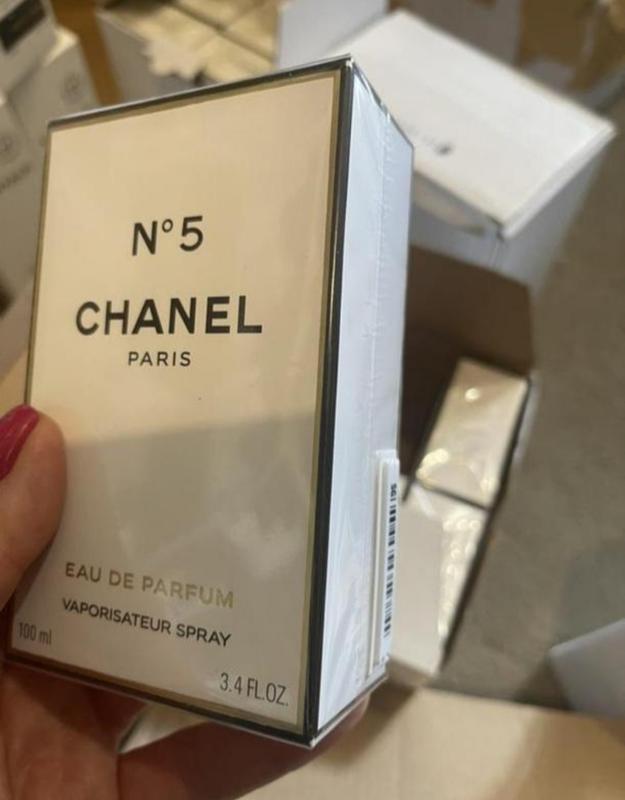 N°5
CHANEL
PARIS
EAU DE PARFUM
VAPORISATEUR SPRAY
100 ml
3.4 FL.OZ.